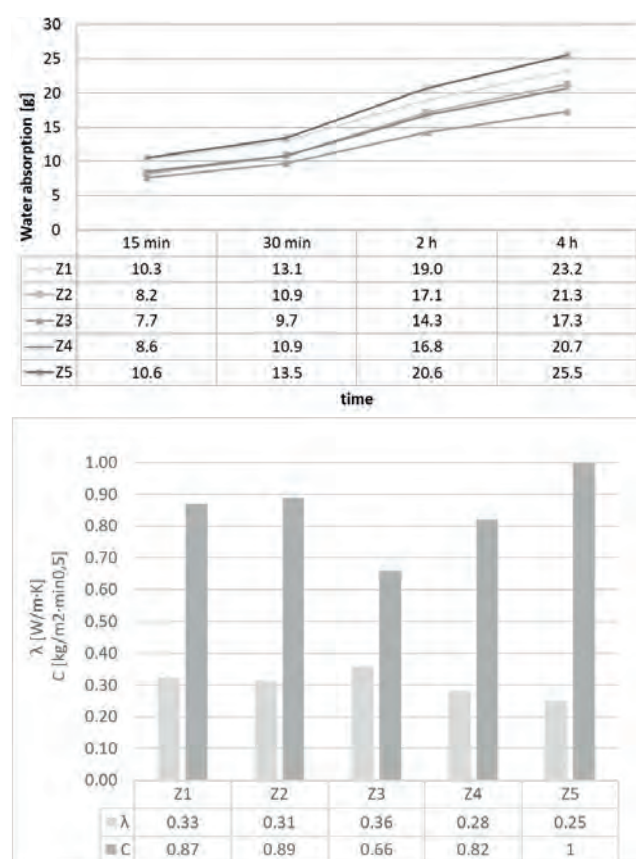 30
25
20
15
10
5
0
Water absorption [g]
15 min 30 min 2 h 4 h
Z1 10.3 13.1 19.0 23.2
Z2 8.2 10.9 17.1 21.3
Z3 7.7 9.7 14.3 17.3
Z4 8.6 10.9 16.8 20.7
Z5 10.6 13.5 20.6 25.5
time
1.00
0.90
0.80
0.70
0.60
0.50
0.40
0.30
0.20
0.10
0.00
λ [W/m·K]
C [kg/m2·min0,5]
Z1 Z2 Z3 Z4 Z5
λ 0.33 0.31 0.36 0.28 0.25
C 0.87 0.89 0.66 0.82 1